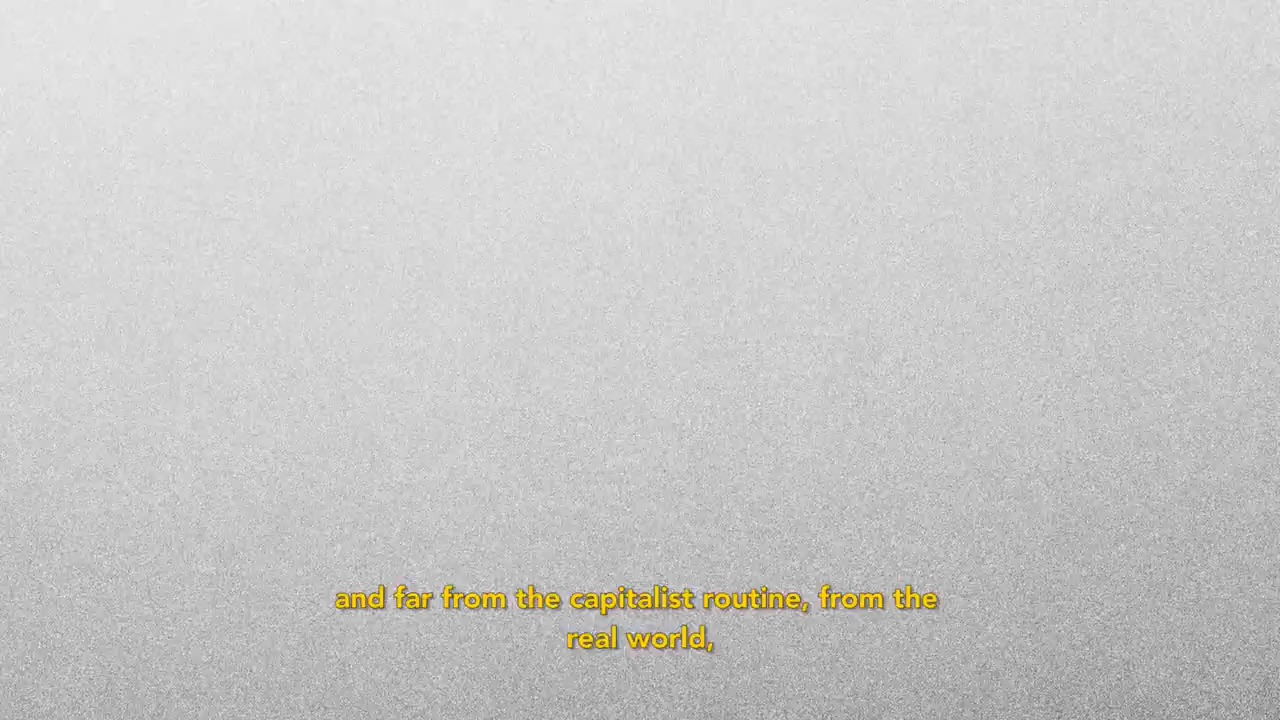 and far from the capitalist routine, from the
real world,